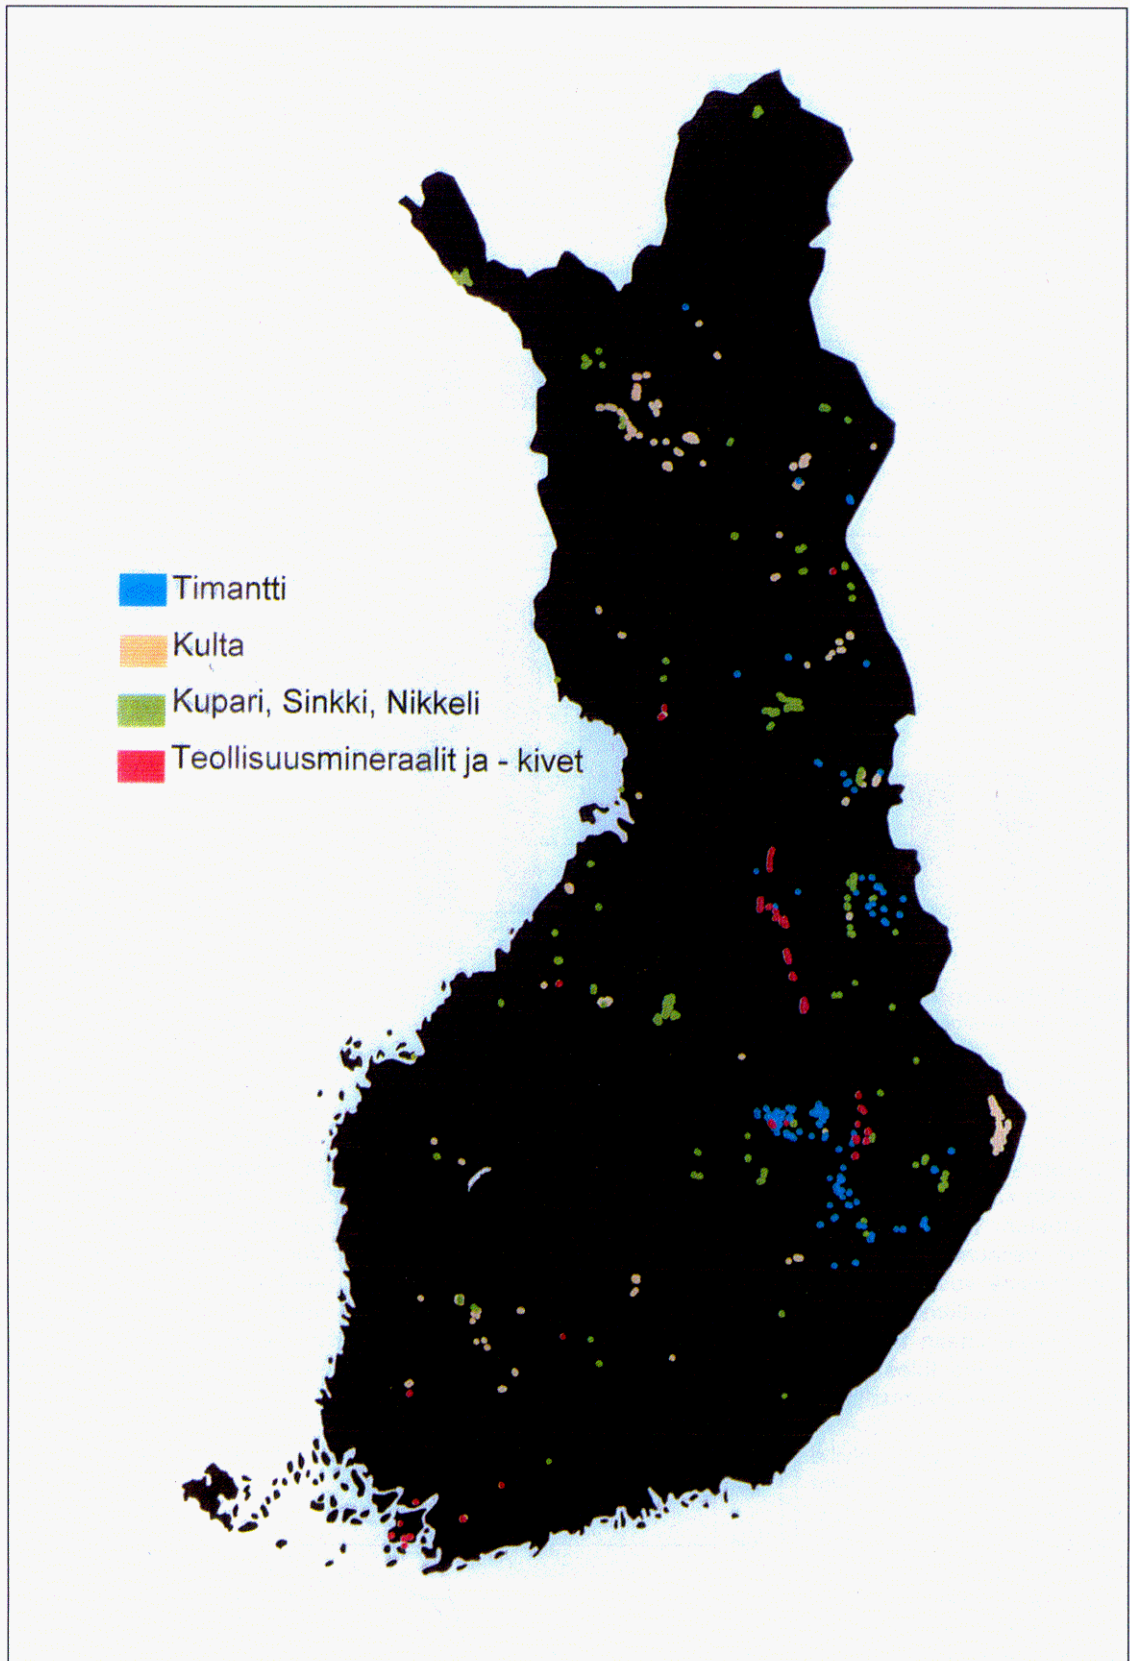 Timantti
Kulta
Kupari, Sinkki, Nikkeli
Teollisuusmineraalit ja - kivet